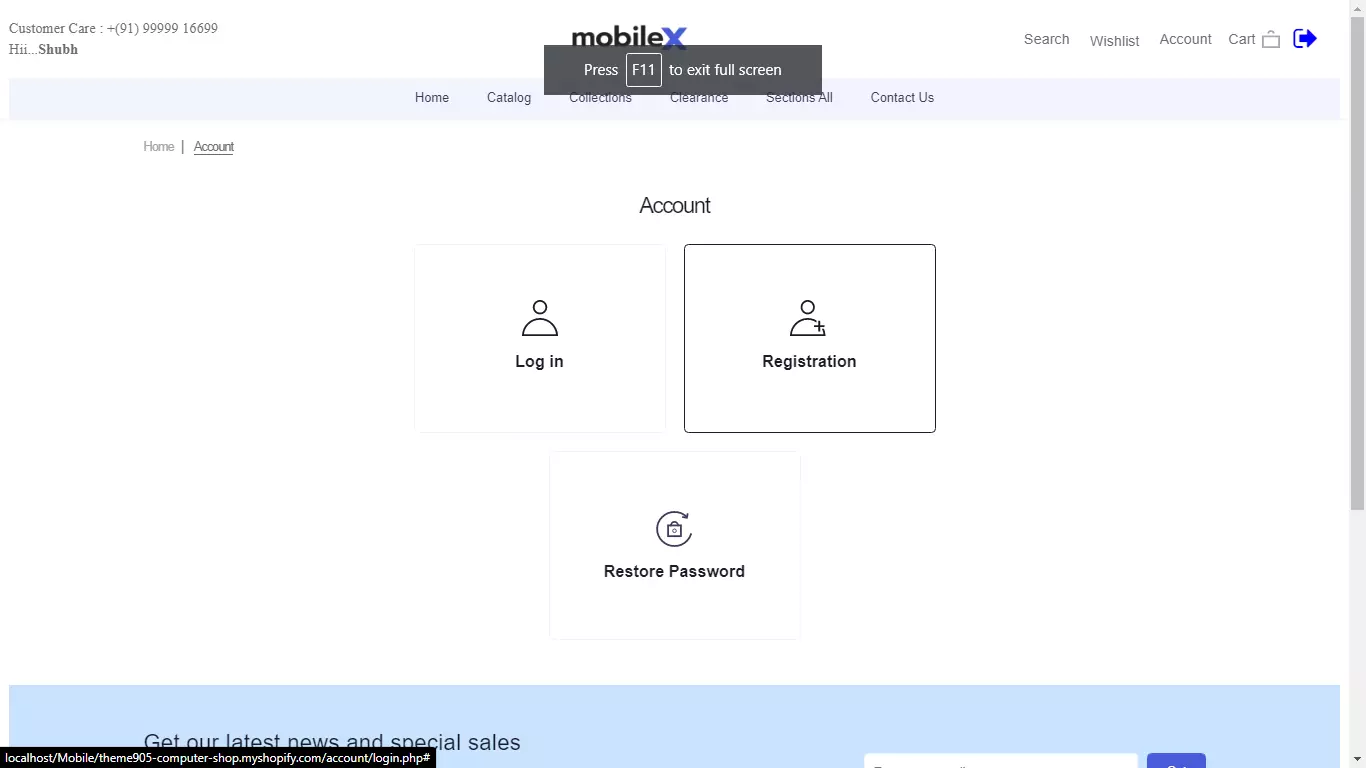 Customer Care : +(91) 99999 16699
Hii...Shubh
mobileX
Search Wishlist Account Cart
Press F11 to exit full screen
Home Catalog Collections Clearance Sections All Contact Us
Home | Account
Account
Log in
Registration
Restore Password
Get our latest news and special sales
localhost/Mobile/theme905-computer-shop.myshopify.com/account/login.php#